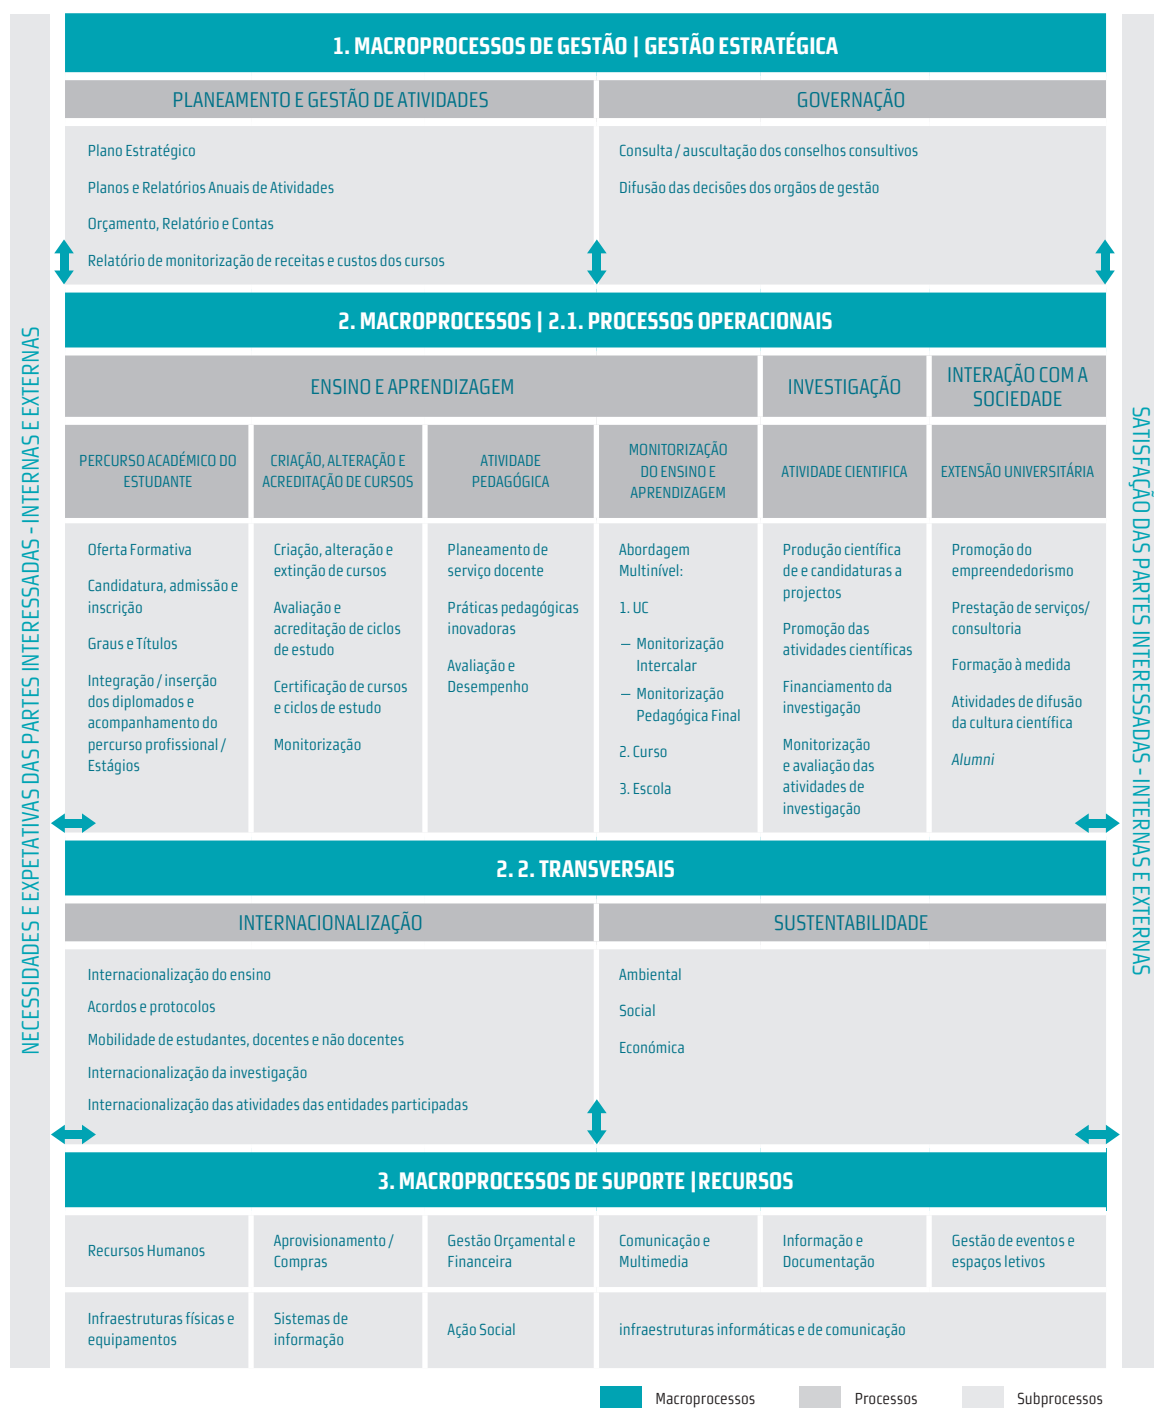 1. MACROPROCESSOS DE GESTÃO | GESTÃO ESTRATÉGICA
PLANEAMENTO E GESTÃO DE ATIVIDADES
GOVERNAÇÃO
Plano Estratégico
Planos e Relatórios Anuais de Atividades
Orçamento, Relatório e Contas
Relatório de monitorização de receitas e custos dos cursos
Consulta / auscultação dos conselhos consultivos
Difusão das decisões dos orgãos de gestão
NECESSIDADES E EXPETATIVAS DAS PARTES INTERESSADAS - INTERNAS E EXTERNAS
SATISFAÇÃO DAS PARTES INTERESSADAS - INTERNAS E EXTERNAS
2. MACROPROCESSOS | 2.1. PROCESSOS OPERACIONAIS
ENSINO E APRENDIZAGEM
INVESTIGAÇÃO
INTERAÇÃO COM A
SOCIEDADE
PERCURSO ACADÉMICO DO
ESTUDANTE
CRIAÇÃO, ALTERAÇÃO E
ACREDITAÇÃO DE CURSOS
ATIVIDADE
PEDAGÓGICA
MONITORIZAÇÃO
DO ENSINO E
APRENDIZAGEM
ATIVIDADE CIENTIFICA
EXTENSÃO UNIVERSITÁRIA
Oferta Formativa
Candidatura, admissão e
inscrição
Graus e Títulos
Integração / inserção
dos diplomados e
acompanhamento do
percurso profissional /
Estágios
Criação, alteração e
extinção de cursos
Avaliação e
acreditação de ciclos
de estudo
Certificação de cursos
e ciclos de estudo
Monitorização
Planeamento de
serviço docente
Práticas pedagógicas
inovadoras
Avaliação e
Desempenho
Abordagem
Multinível:
1. UC
– Monitorização
Intercalar
– Monitorização
Pedagógica Final
2. Curso
3. Escola
Produção científica
de e candidaturas a
projectos
Promoção das
atividades científicas
Financiamento da
investigação
Monitorização
e avaliação das
atividades de
investigação
Promoção do
empreendedorismo
Prestação de serviços/
consultoria
Formação à medida
Atividades de difusão
da cultura científica
Alumni
2. 2. TRANSVERSAIS
INTERNACIONALIZAÇÃO
SUSTENTABILIDADE
Internacionalização do ensino
Acordos e protocolos
Mobilidade de estudantes, docentes e não docentes
Internacionalização da investigação
Internacionalização das atividades das entidades participadas
Ambiental
Social
Económica
3. MACROPROCESSOS DE SUPORTE |RECURSOS
Recursos Humanos
Aprovisionamento /
Compras
Gestão Orçamental e
Financeira
Comunicação e
Multimedia
Informação e
Documentação
Gestão de eventos e
espaços letivos
Infraestruturas físicas e
equipamentos
Sistemas de
informação
Ação Social
infraestruturas informáticas e de comunicação
Macroprocessos
Processos
Subprocessos